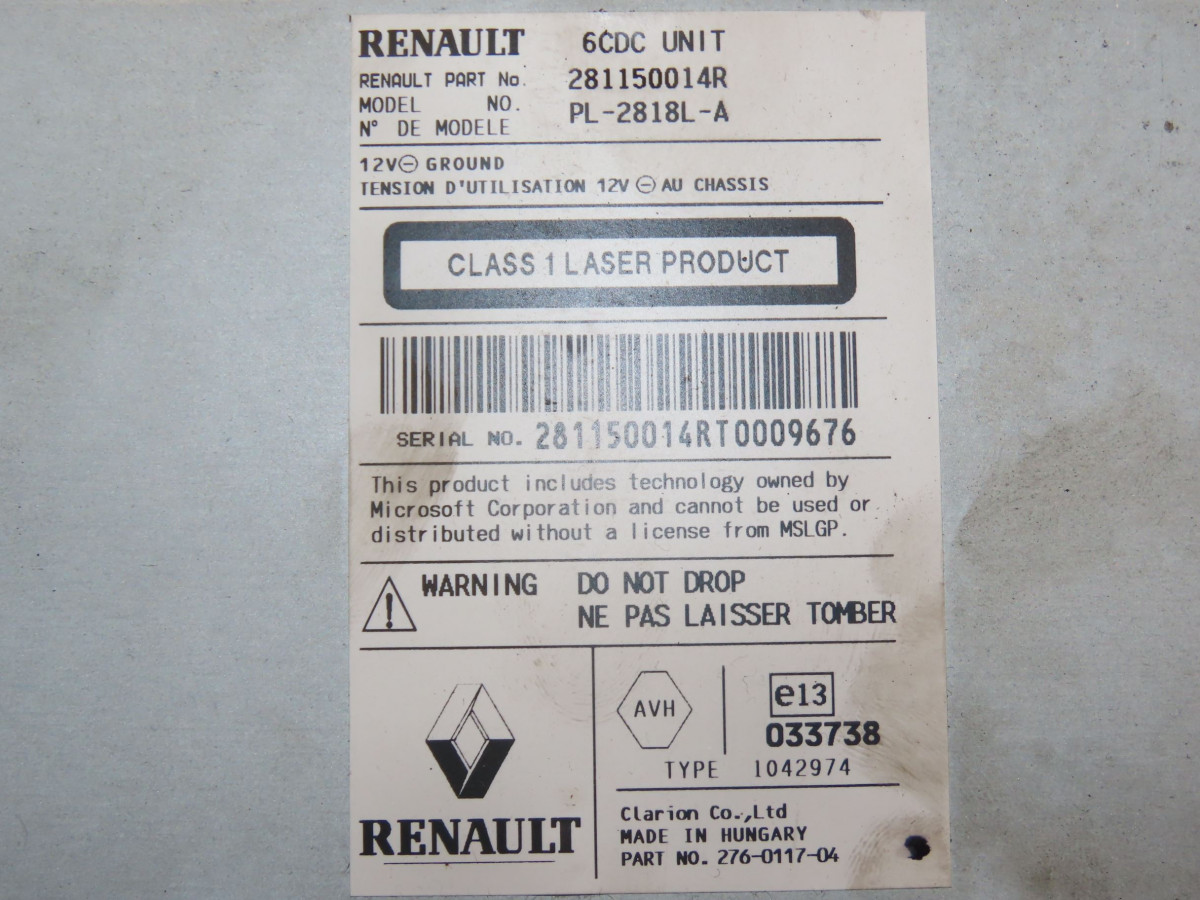 RENAULT 6CDC UNIT
RENAULT PART No. 281150014R
MODEL NO. PL-2818L-A
N° DE MODELE
12V⊖ GROUND
TENSION D'UTILISATION 12V ⊖ AU CHASSIS
CLASS 1 LASER PRODUCT
SERIAL NO. 281150014RT0009676
This product includes technology owned by
Microsoft Corporation and cannot be used or
distributed without a license from MSLGP.
WARNING DO NOT DROP
NE PAS LAISSER TOMBER
AVH e13
033738
TYPE 1042974
RENAULT
Clarion Co.,Ltd
MADE IN HUNGARY
PART NO. 276-0117-04